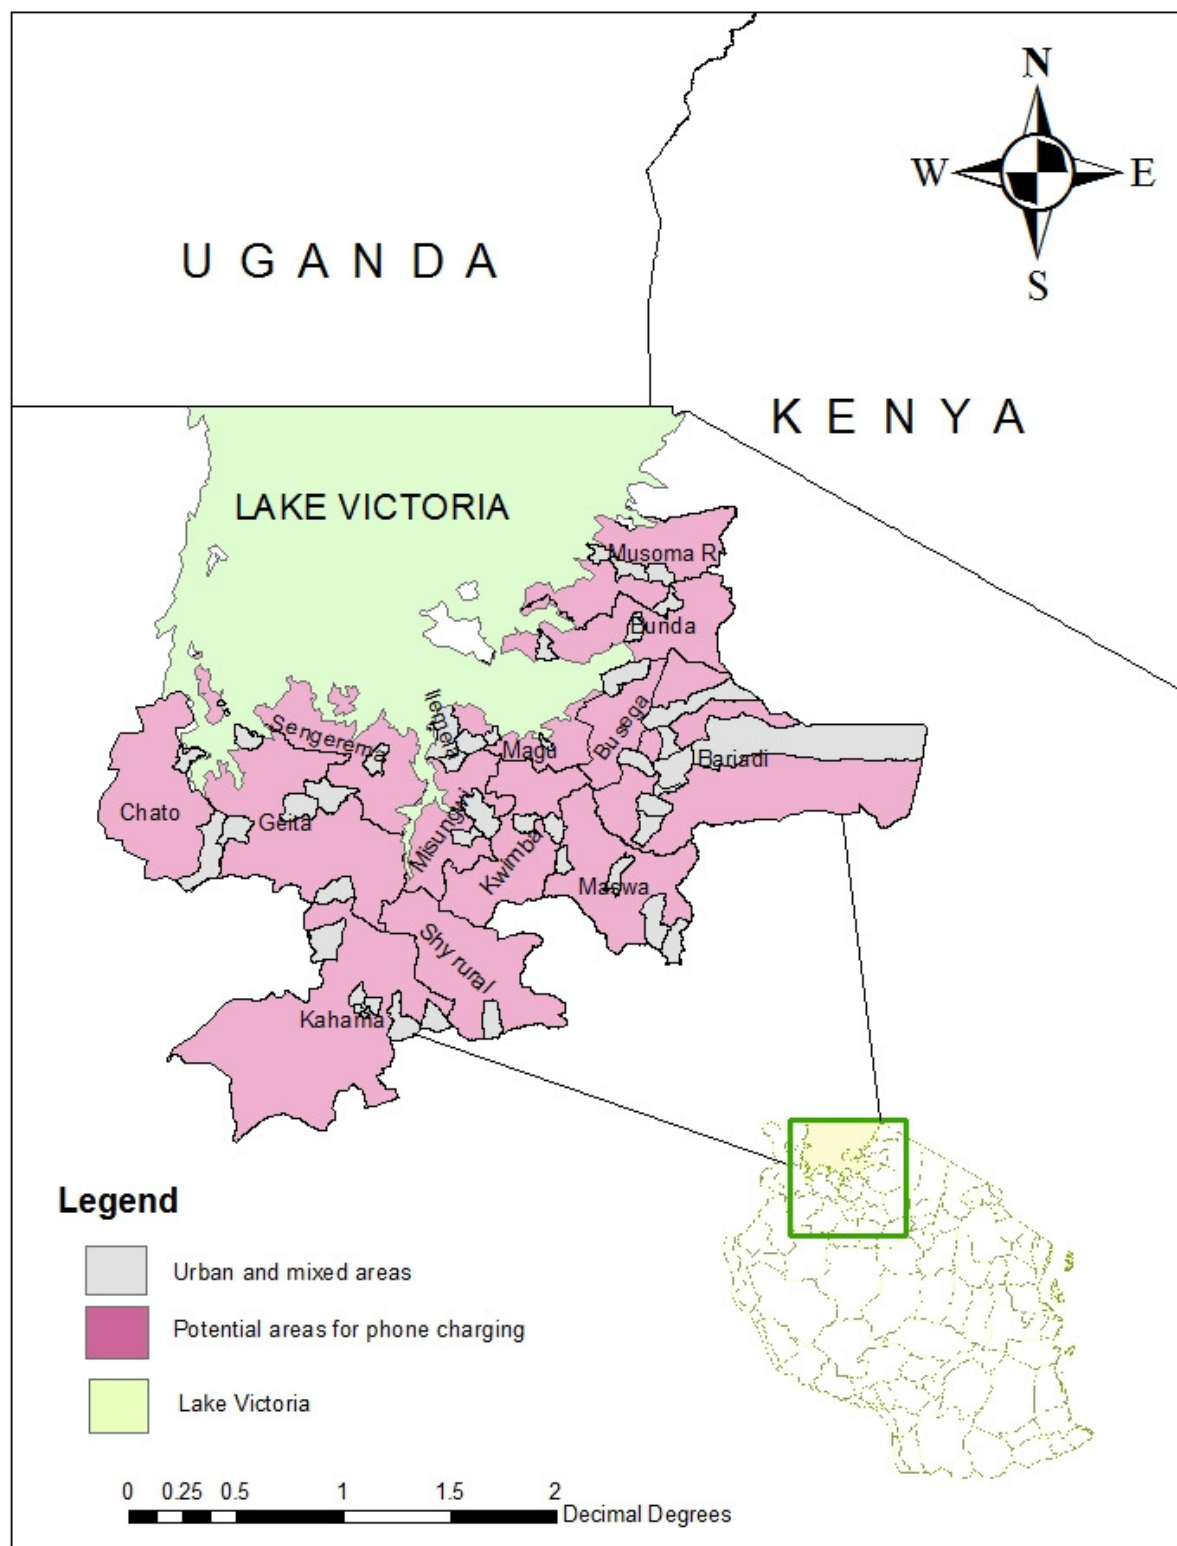 N
W E
S
U G A N D A
K E N Y A
LAKE VICTORIA
Musoma R
Bunda
Ilemela
Sengerema
Magu
Busega
Bariadi
Chato
Geita
Misungwi
Kwimba
Maswa
Shy rural
Kahama
Legend
Urban and mixed areas
Potential areas for phone charging
Lake Victoria
0 0.25 0.5 1 1.5 2
Decimal Degrees